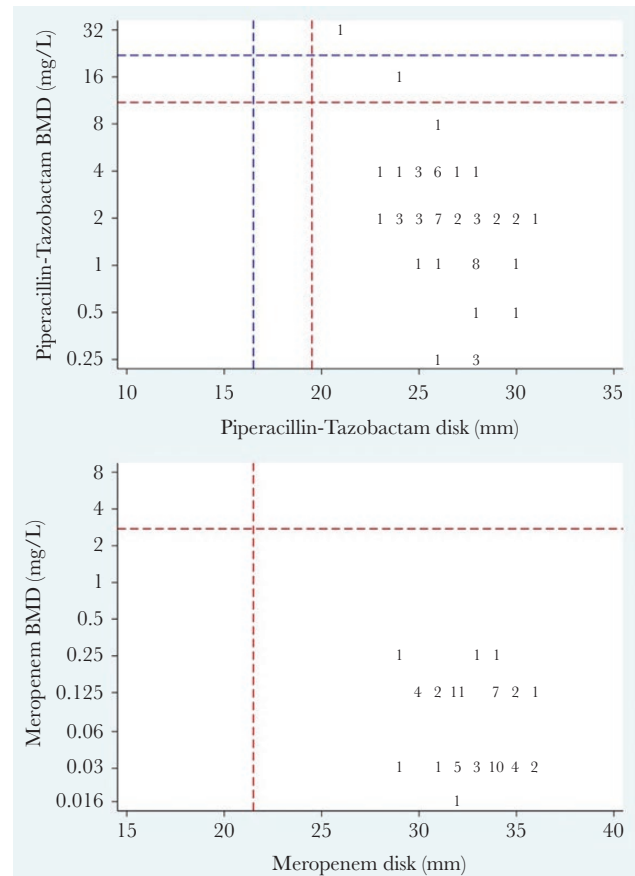 Piperacillin-Tazobactam BMD (mg/L)
32 1
16 1
8 1
4 1 1 3 6 1 1
2 1 3 3 7 2 3 2 2 1
1 1 1 8 1
0.5 1 1
0.25 1 3
10 15 20 25 30 35
Piperacillin-Tazobactam disk (mm)
Meropenem BMD (mg/L)
8
4
2
1
0.5
0.25 1 1 1
0.125 4 2 11 7 2 1
0.06
0.03 1 1 5 3 10 4 2
0.016 1
15 20 25 30 35 40
Meropenem disk (mm)